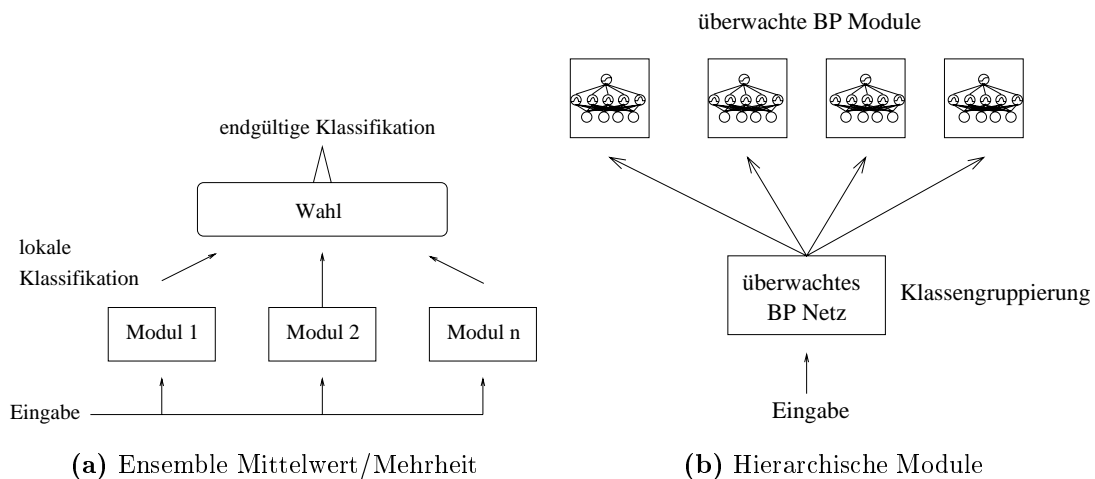 endgültige Klassifikation
Wahl
lokale
Klassifikation
Modul 1
Modul 2
Modul n
Eingabe
(a) Ensemble Mittelwert/Mehrheit
überwachte BP Module
überwachtes
BP Netz
Klassengruppierung
Eingabe
(b) Hierarchische Module